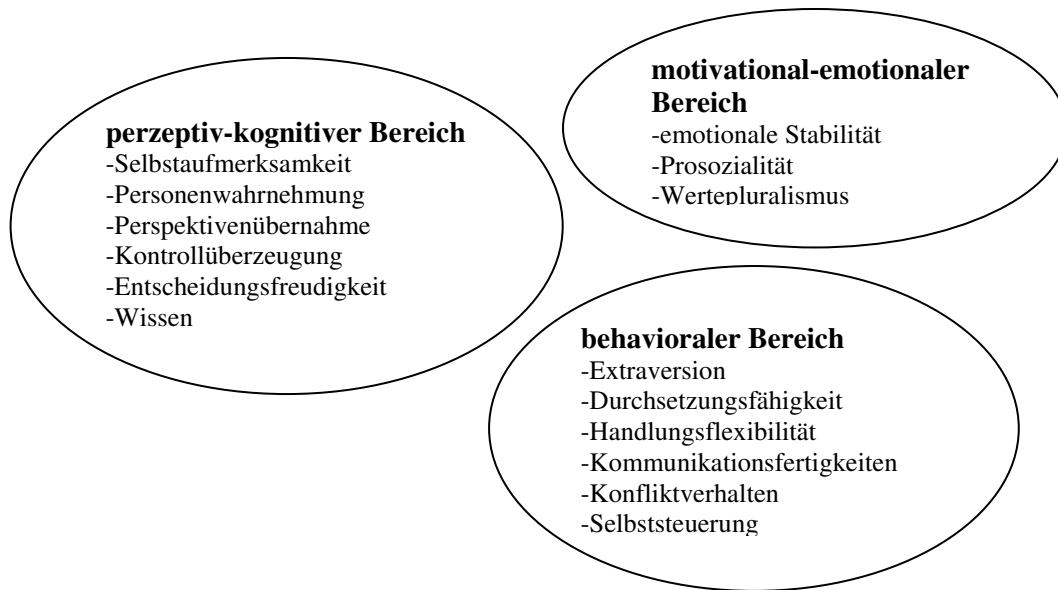 perzeptiv-kognitiver Bereich
-Selbstaufmerksamkeit
-Personenwahrnehmung
-Perspektivenübernahme
-Kontrollüberzeugung
-Entscheidungsfreudigkeit
-Wissen
motivational-emotionaler
Bereich
-emotionale Stabilität
-Prosozialität
-Wertepluralismus
behavioraler Bereich
-Extraversion
-Durchsetzungsfähigkeit
-Handlungsflexibilität
-Kommunikationsfertigkeiten
-Konfliktverhalten
-Selbststeuerung